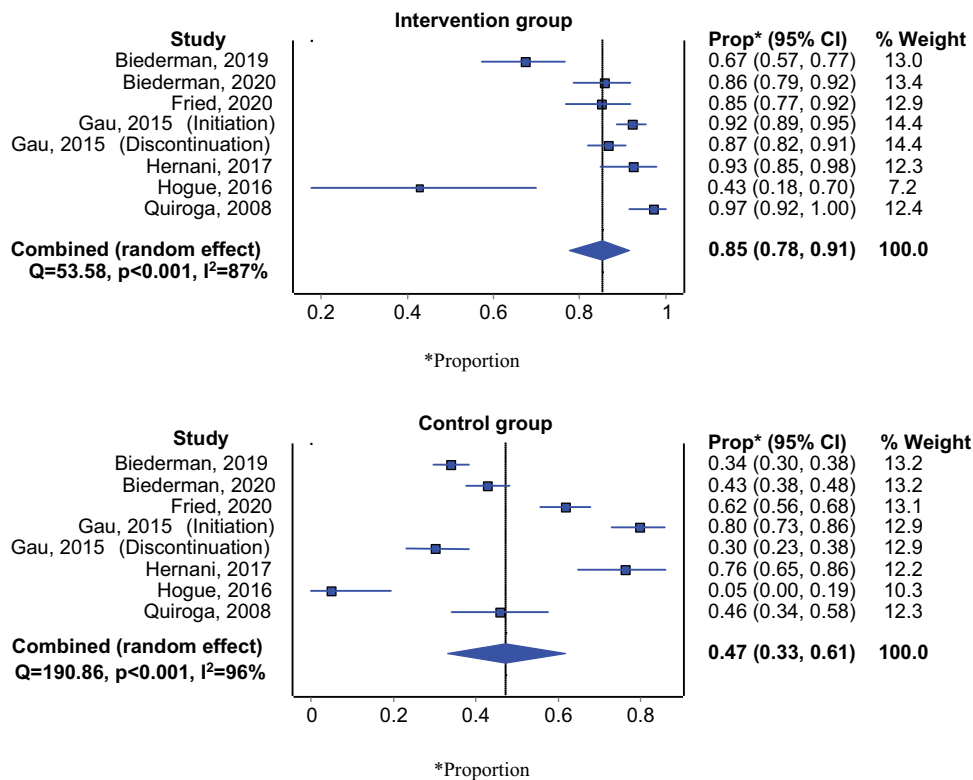 Intervention group
Study Prop* (95% CI) % Weight
Biederman, 2019 0.67 (0.57, 0.77) 13.0
Biederman, 2020 0.86 (0.79, 0.92) 13.4
Fried, 2020 0.85 (0.77, 0.92) 12.9
Gau, 2015 (Initiation) 0.92 (0.89, 0.95) 14.4
Gau, 2015 (Discontinuation) 0.87 (0.82, 0.91) 14.4
Hernani, 2017 0.93 (0.85, 0.98) 12.3
Hogue, 2016 0.43 (0.18, 0.70) 7.2
Quiroga, 2008 0.97 (0.92, 1.00) 12.4
Combined (random effect) 0.85 (0.78, 0.91) 100.0
Q=53.58, p<0.001, I²=87%
0.2 0.4 0.6 0.8 1
*Proportion
Control group
Study Prop* (95% CI) % Weight
Biederman, 2019 0.34 (0.30, 0.38) 13.2
Biederman, 2020 0.43 (0.38, 0.48) 13.2
Fried, 2020 0.62 (0.56, 0.68) 13.1
Gau, 2015 (Initiation) 0.80 (0.73, 0.86) 12.9
Gau, 2015 (Discontinuation) 0.30 (0.23, 0.38) 12.9
Hernani, 2017 0.76 (0.65, 0.86) 12.2
Hogue, 2016 0.05 (0.00, 0.19) 10.3
Quiroga, 2008 0.46 (0.34, 0.58) 12.3
Combined (random effect) 0.47 (0.33, 0.61) 100.0
Q=190.86, p<0.001, I²=96%
0 0.2 0.4 0.6 0.8
*Proportion